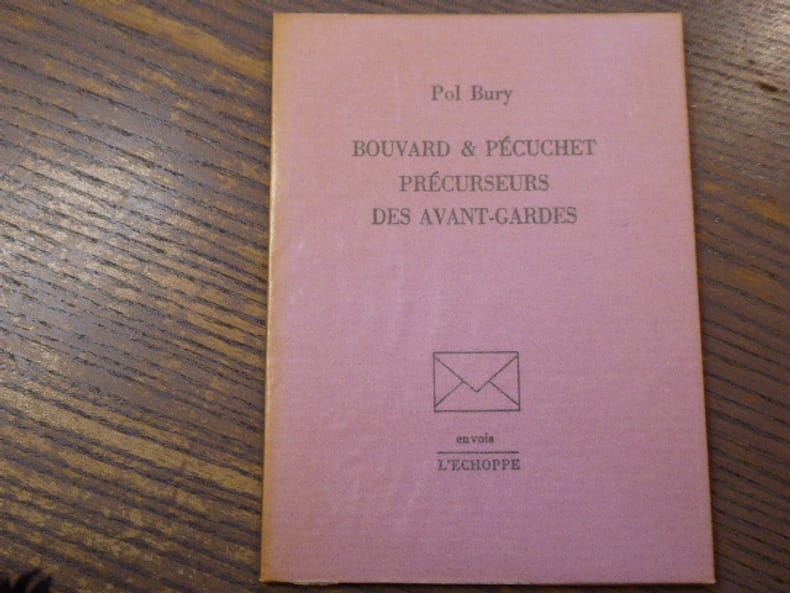 Pol Bury
BOUVARD & PÉCUCHET
PRÉCURSEURS
DES AVANT-GARDES
envois
L'ECHOPPE